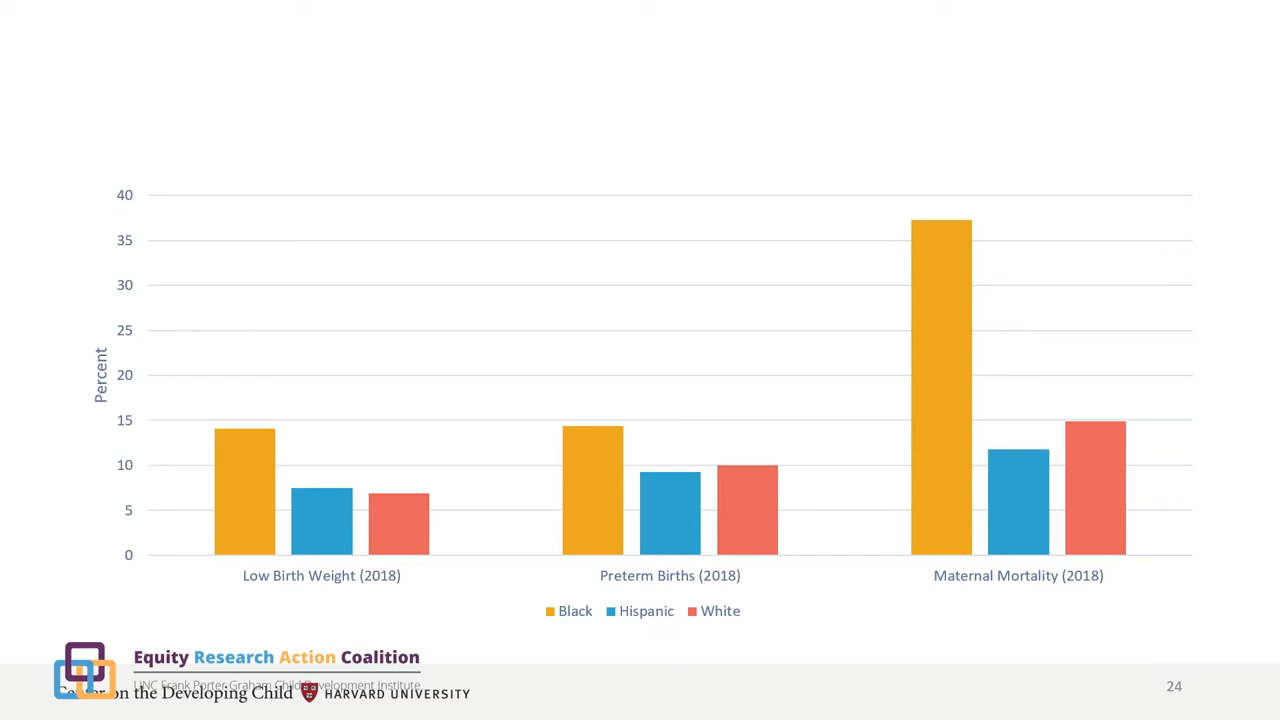 40
35
30
25
20
15
10
5
0
Percent
Low Birth Weight (2018) Preterm Births (2018) Maternal Mortality (2018)
Black Hispanic White
Equity Research Action Coalition
UNC Frank Porter Graham Child Development Institute
Center on the Developing Child HARVARD UNIVERSITY
24